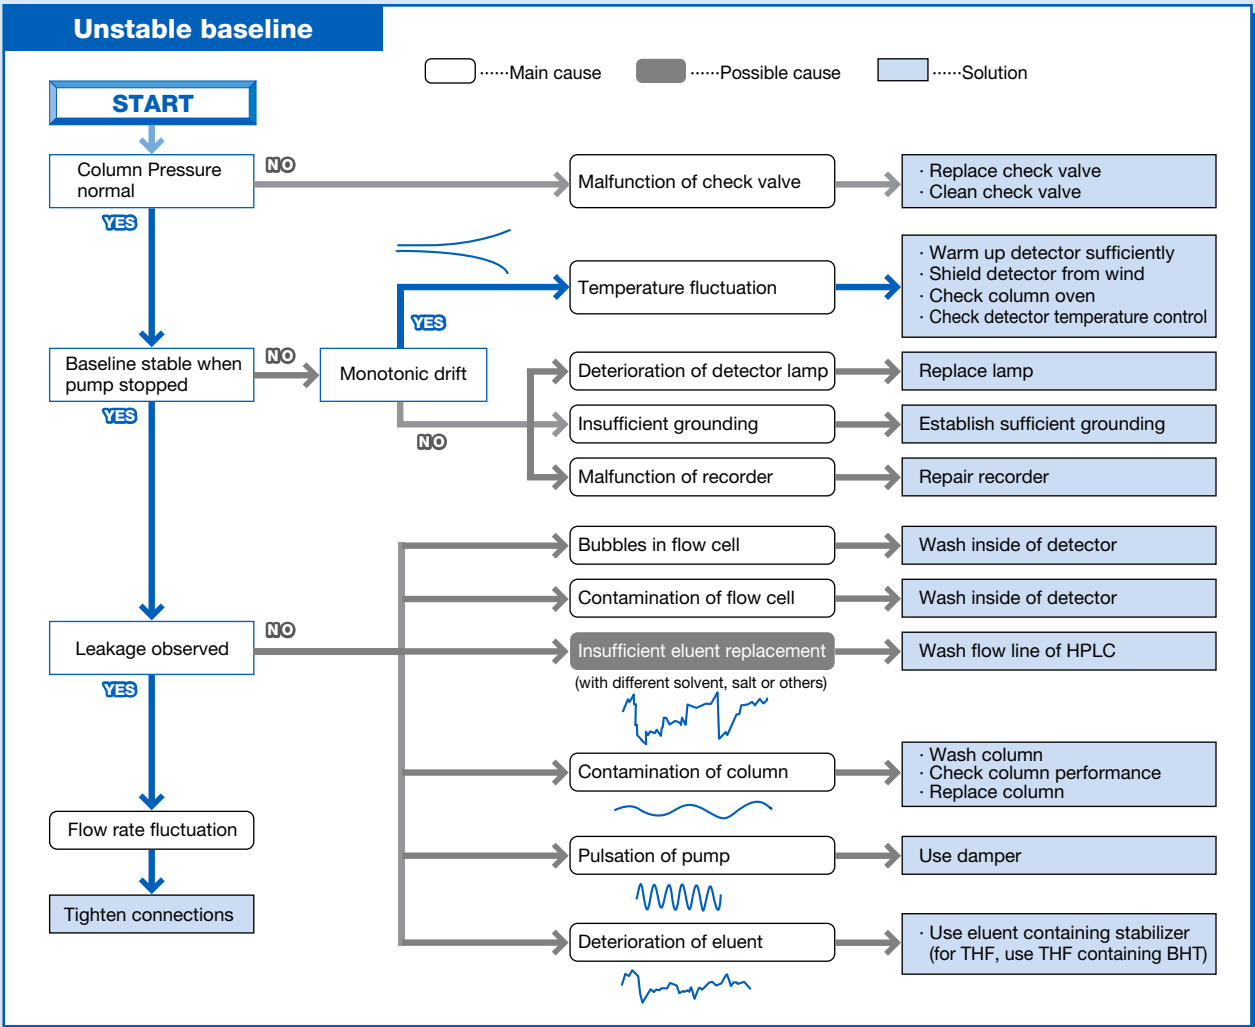 Unstable baseline
······Main cause
······Possible cause
······Solution
START
Column Pressure
normal
NO
Malfunction of check valve
· Replace check valve
· Clean check valve
YES
Temperature fluctuation
· Warm up detector sufficiently
· Shield detector from wind
· Check column oven
· Check detector temperature control
YES
Baseline stable when
pump stopped
NO
Monotonic drift
Deterioration of detector lamp
Replace lamp
YES
NO
Insufficient grounding
Establish sufficient grounding
Malfunction of recorder
Repair recorder
Bubbles in flow cell
Wash inside of detector
Contamination of flow cell
Wash inside of detector
Leakage observed
NO
Insufficient eluent replacement
(with different solvent, salt or others)
Wash flow line of HPLC
YES
Contamination of column
· Wash column
· Check column performance
· Replace column
Flow rate fluctuation
Pulsation of pump
Use damper
Tighten connections
Deterioration of eluent
· Use eluent containing stabilizer
(for THF, use THF containing BHT)